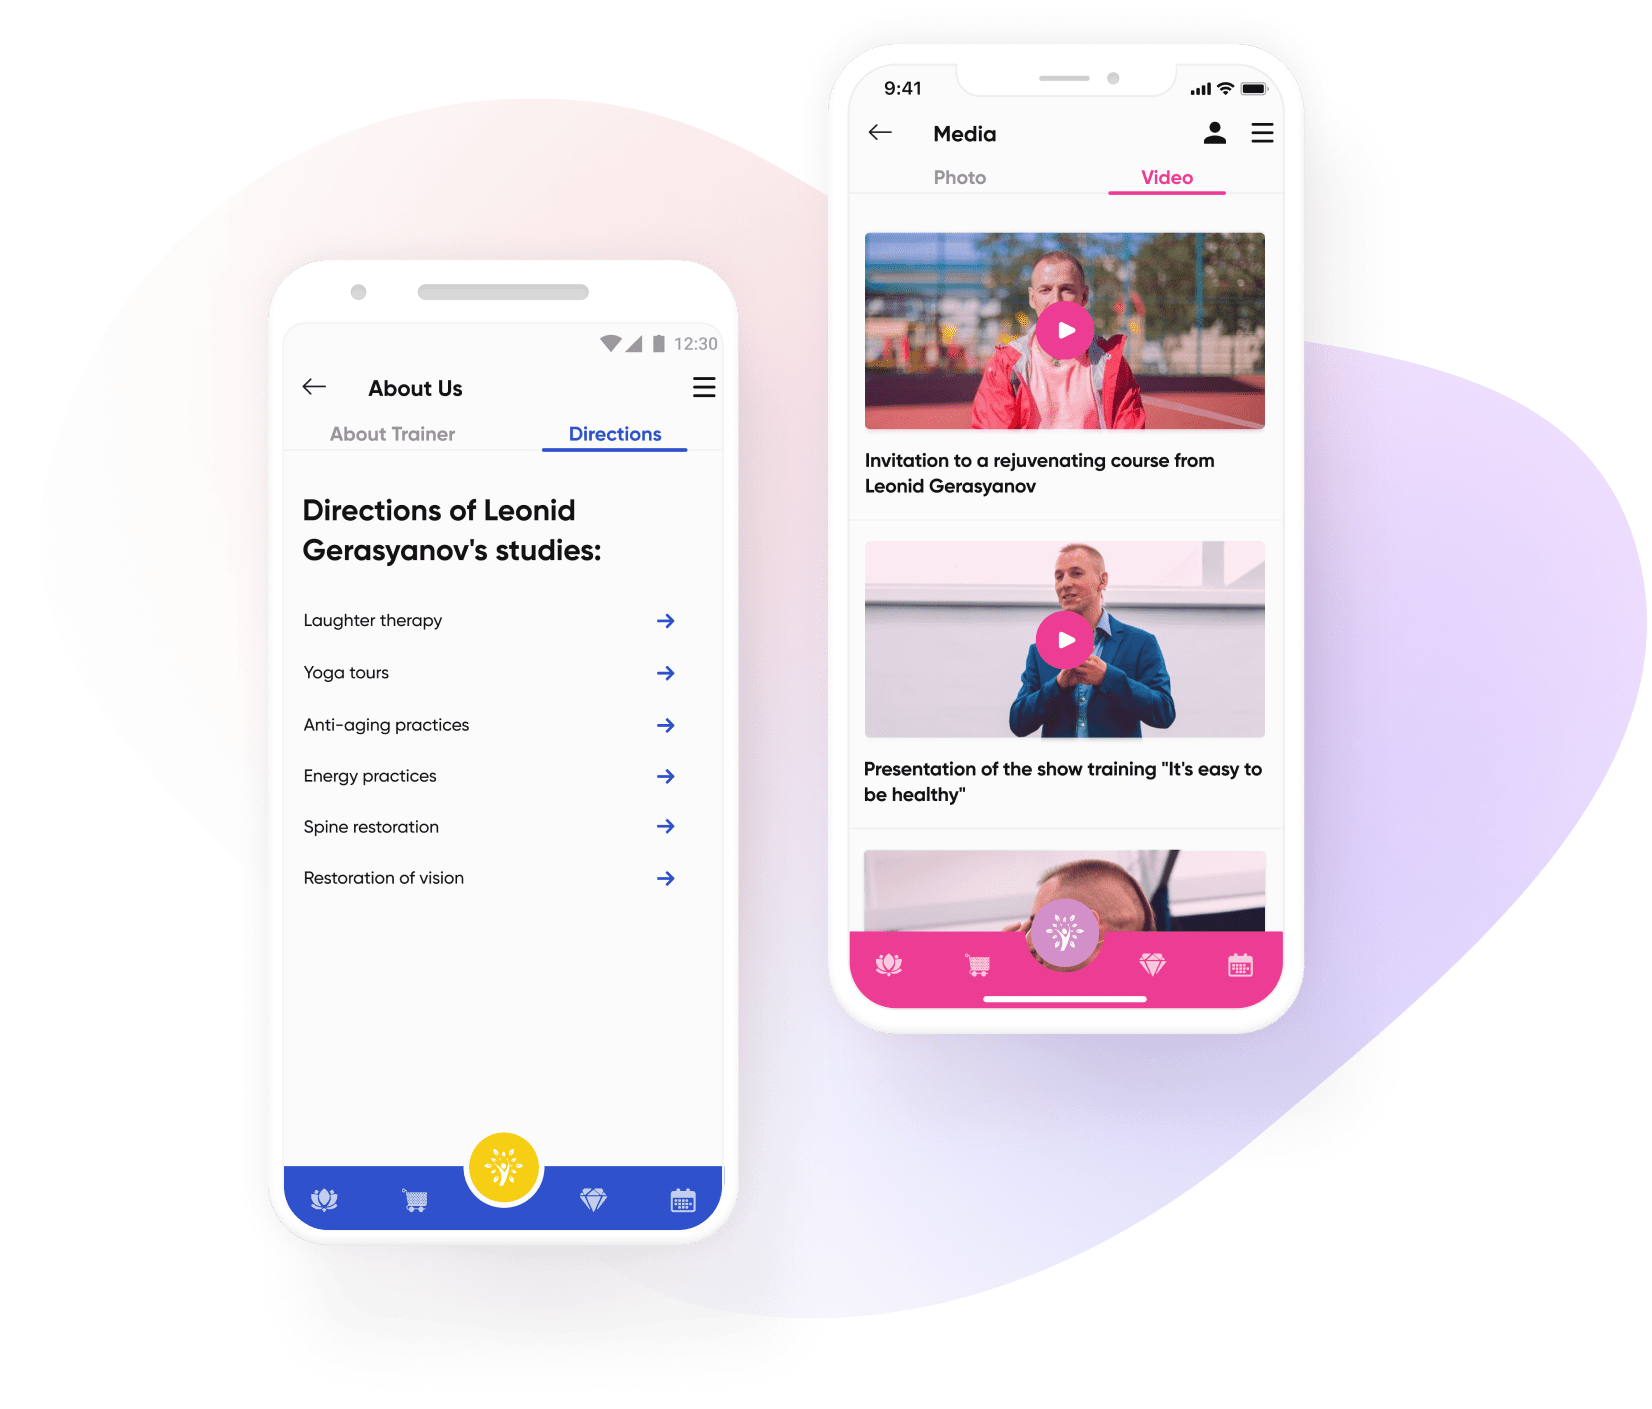 12:30
About Us
About Trainer
Directions
Directions of Leonid
Gerasyanov's studies:
Laughter therapy
Yoga tours
Anti-aging practices
Energy practices
Spine restoration
Restoration of vision
9:41
Media
Photo
Video
Invitation to a rejuvenating course from
Leonid Gerasyanov
Presentation of the show training "It's easy to
be healthy"